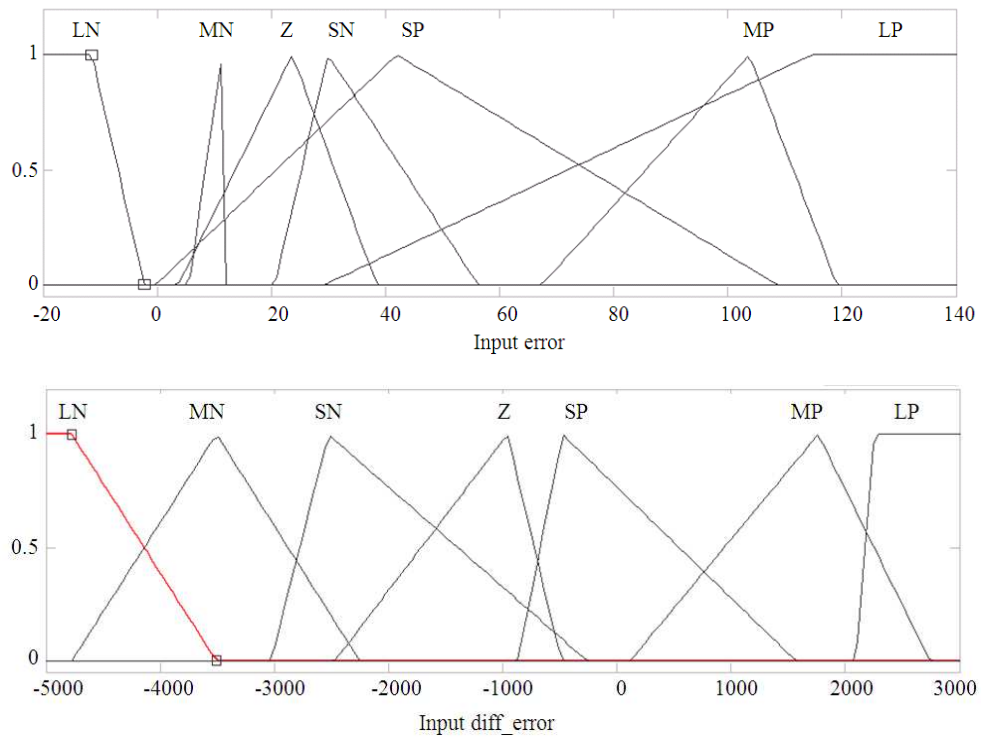 LN MN Z SN SP MP LP
1
0.5
0
-20 0 20 40 60 80 100 120 140
Input error
LN MN SN Z SP MP LP
1
0.5
0
-5000 -4000 -3000 -2000 -1000 0 1000 2000 3000
Input diff_error